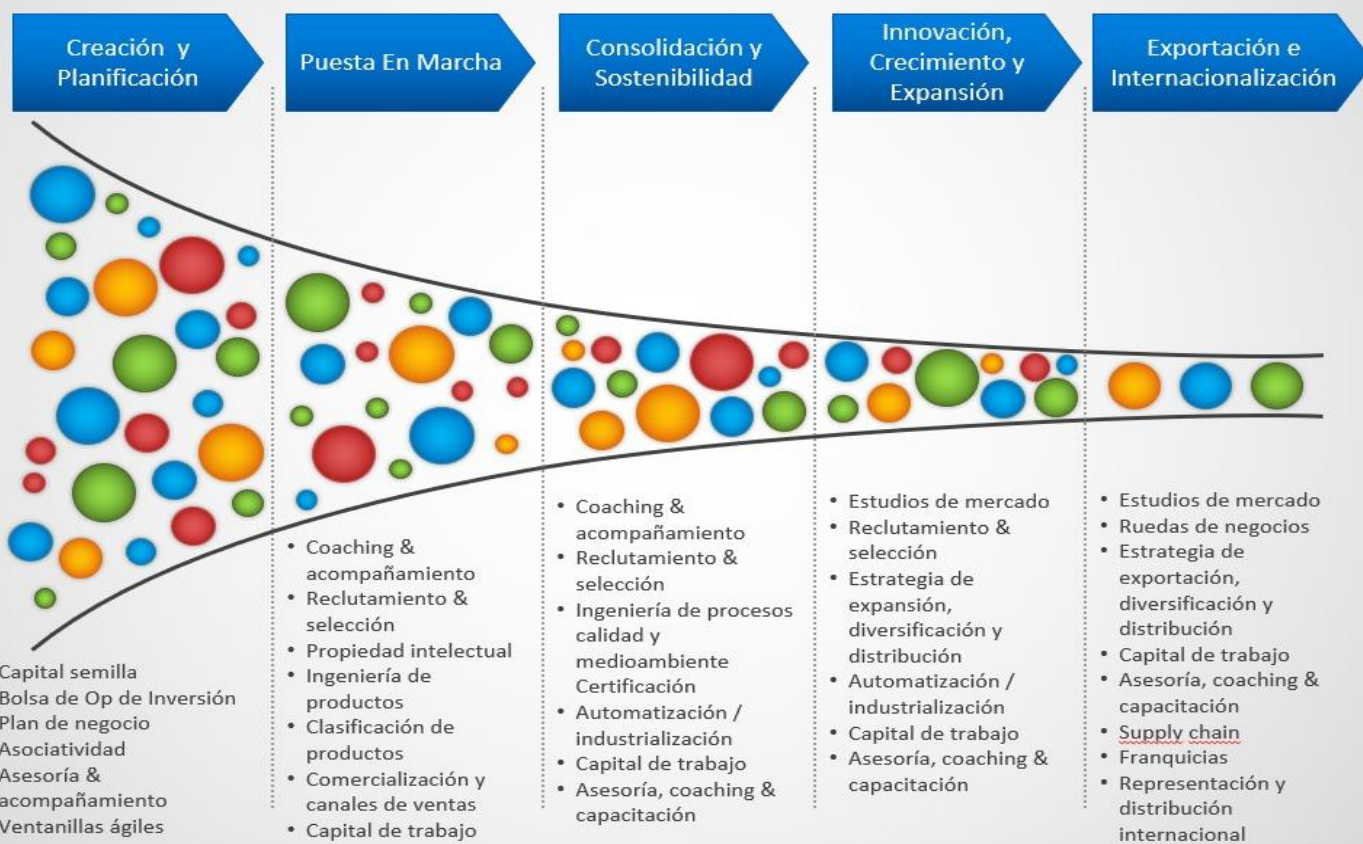 Creación y
Planificación
Puesta En Marcha
Consolidación y
Sostenibilidad
Innovación,
Crecimiento y
Expansión
Exportación e
Internacionalización
Capital semilla
Bolsa de Op de Inversión
Plan de negocio
Asociatividad
Asesoría &
acompañamiento
Ventanillas ágiles
• Coaching &
acompañamiento
• Reclutamiento &
selección
• Propiedad intelectual
• Ingeniería de
productos
• Clasificación de
productos
• Comercialización y
canales de ventas
• Capital de trabajo
• Coaching &
acompañamiento
• Reclutamiento &
selección
• Ingeniería de procesos
calidad y
medioambiente
Certificación
• Automatización /
industrialización
• Capital de trabajo
• Asesoría, coaching &
capacitación
• Estudios de mercado
• Reclutamiento &
selección
• Estrategia de
expansión,
diversificación y
distribución
• Automatización /
industrialización
• Capital de trabajo
• Asesoría, coaching &
capacitación
• Estudios de mercado
• Ruedas de negocios
• Estrategia de
exportación,
diversificación y
distribución
• Capital de trabajo
• Asesoría, coaching &
capacitación
• Supply chain
• Franquicias
• Representación y
distribución
internacional